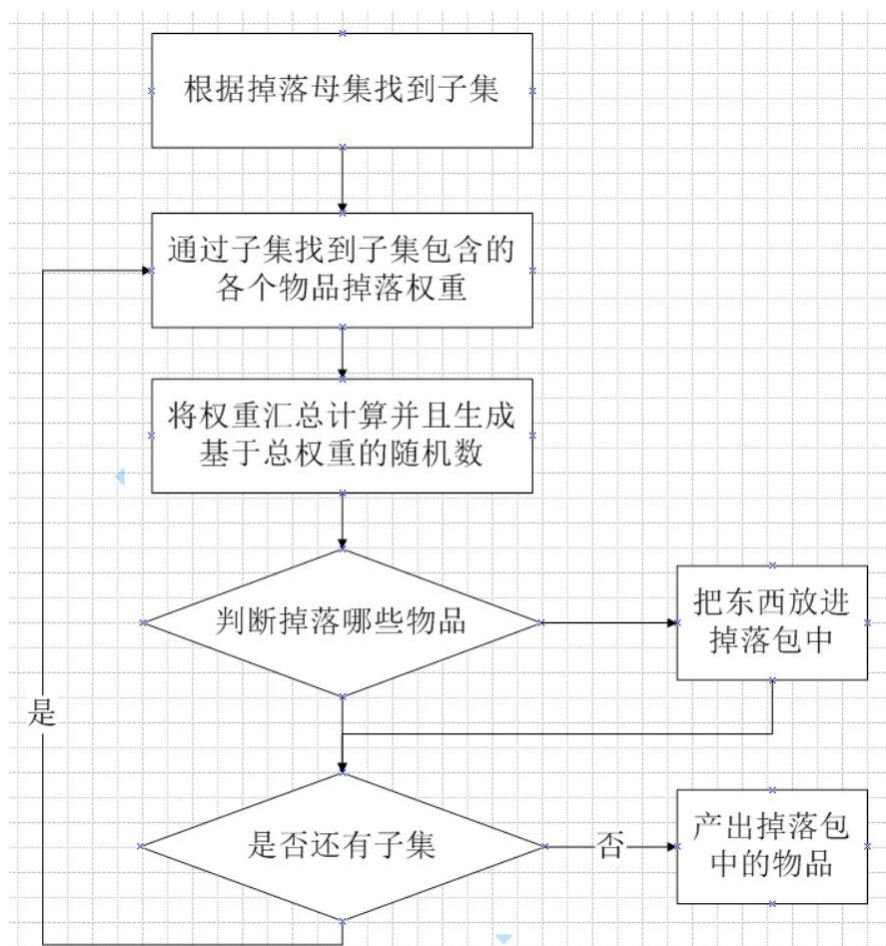 根据掉落母集找到子集
通过子集找到子集包含的
各个物品掉落权重
将权重汇总计算并且生成
基于总权重的随机数
判断掉落哪些物品
把东西放进
掉落包中
是
是否还有子集
否
产出掉落包
中的物品